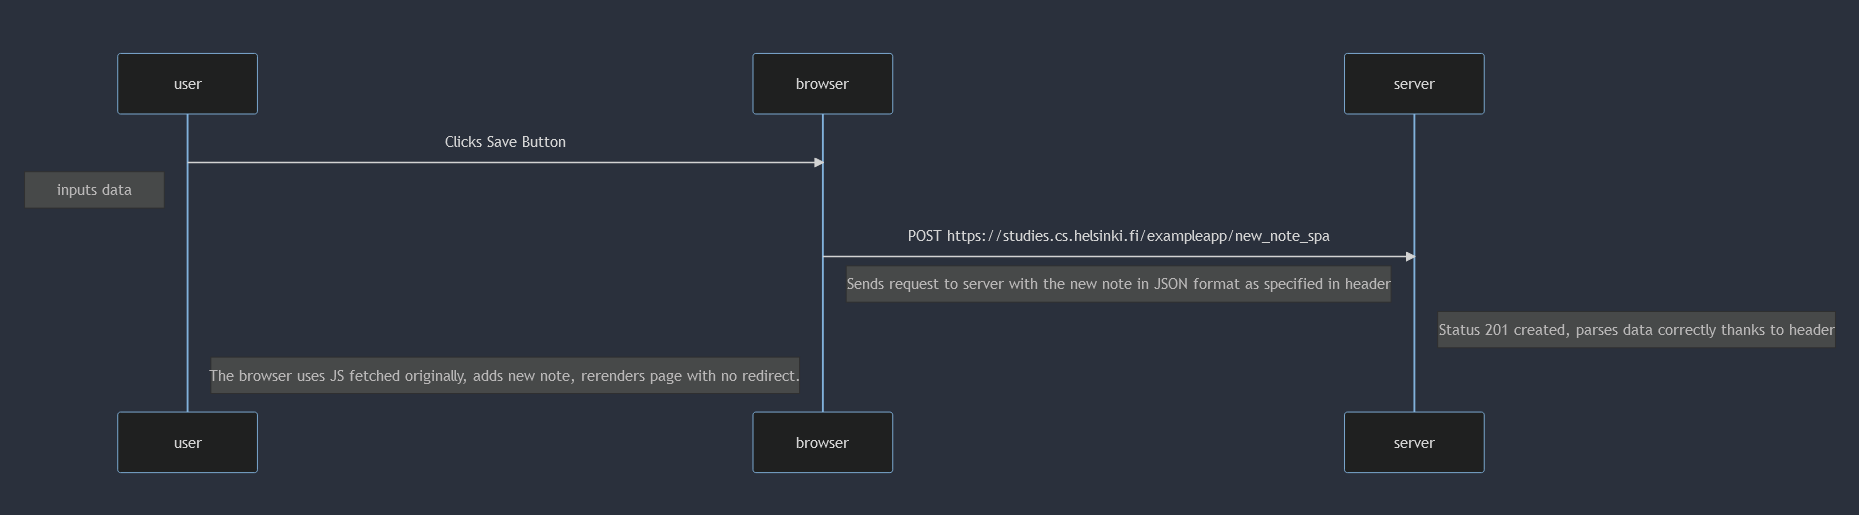 user
browser
server
Clicks Save Button
inputs data
POST https://studies.cs.helsinki.fi/exampleapp/new_note_spa
Sends request to server with the new note in JSON format as specified in header
Status 201 created, parses data correctly thanks to header
The browser uses JS fetched originally, adds new note, rerenders page with no redirect.
user
browser
server